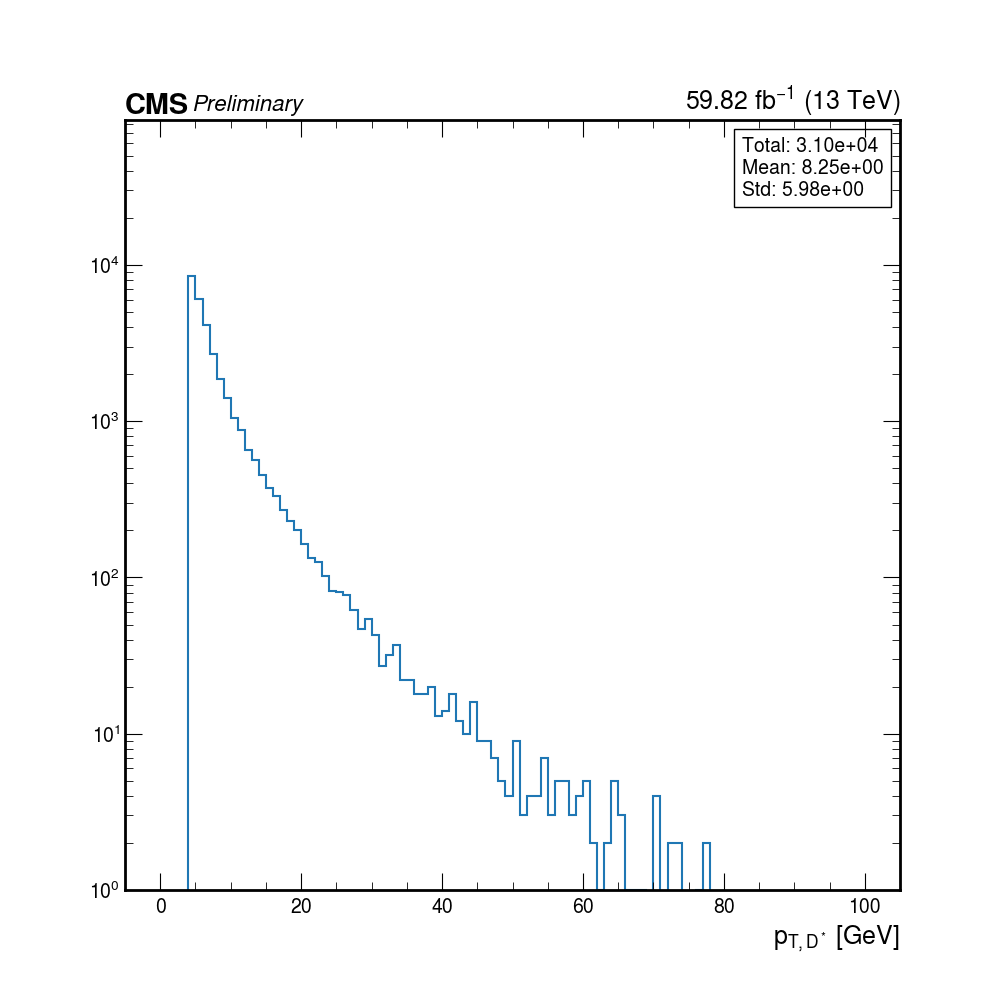 CMS Preliminary 59.82 fb⁻¹ (13 TeV)
Total: 3.10e+04
Mean: 8.25e+00
Std: 5.98e+00
10⁴
10³
10²
10¹
10⁰
0 20 40 60 80 100
p_{T, D^*} [GeV]